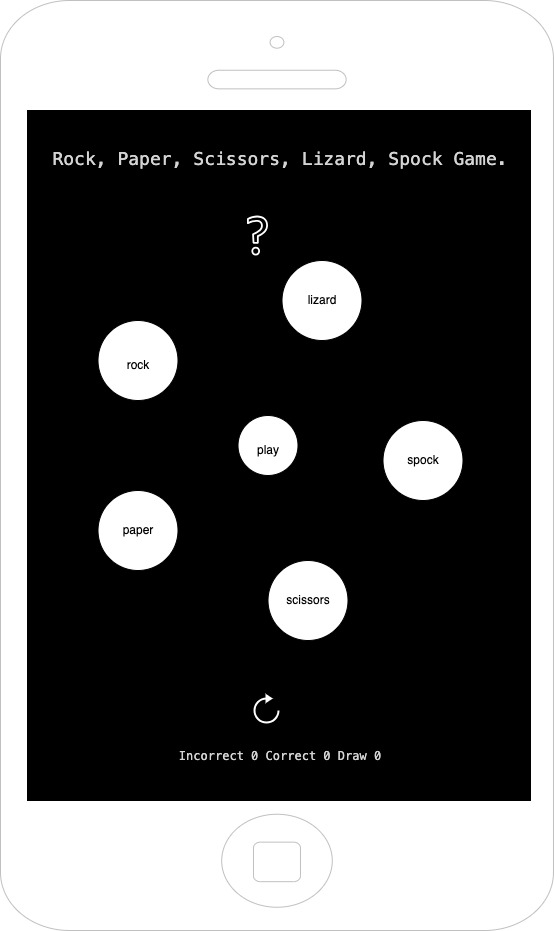 Rock, Paper, Scissors, Lizard, Spock Game.
?
lizard
rock
play
spock
paper
scissors
Incorrect 0 Correct 0 Draw 0